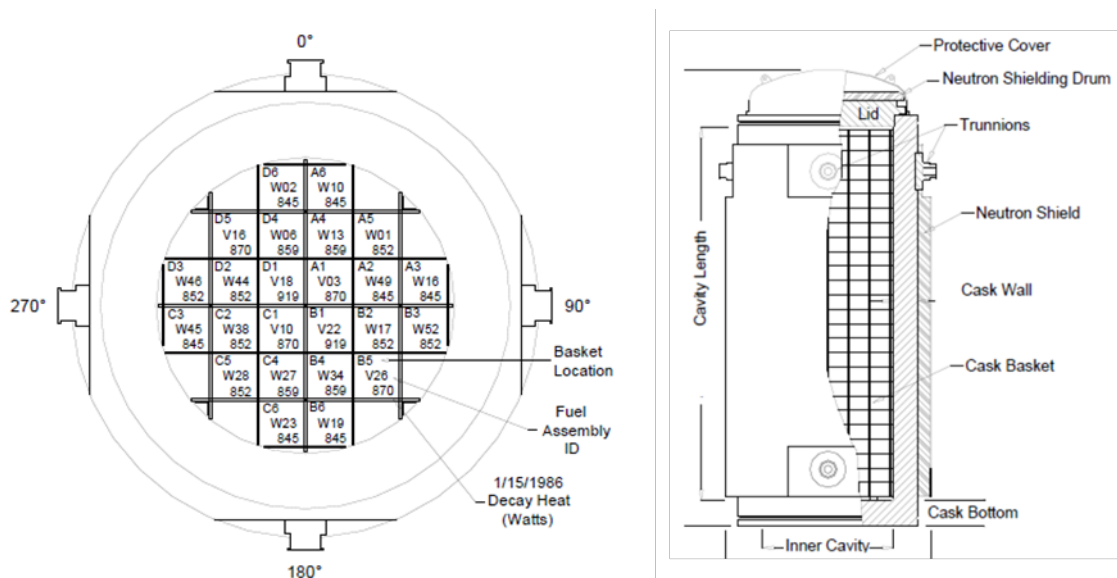 0°
D6
W02
845
A6
W10
845
D5
V16
870
D4
W06
859
A4
W13
859
A5
W01
852
D3
W46
852
D2
W44
852
D1
V18
919
A1
V03
870
A2
W49
845
A3
W16
845
270°
90°
C3
W45
845
C2
W38
852
C1
V10
870
B1
V22
919
B2
W17
852
B3
W52
852
C5
W28
852
C4
W27
859
B4
W34
859
B5
V26
870
C6
W23
845
B6
W19
845
Basket
Location
Fuel
Assembly
ID
1/15/1986
Decay Heat
(Watts)
180°
Protective Cover
Neutron Shielding Drum
Lid
Trunnions
Neutron Shield
Cavity Length
Cask Wall
Cask Basket
Cask Bottom
Inner Cavity